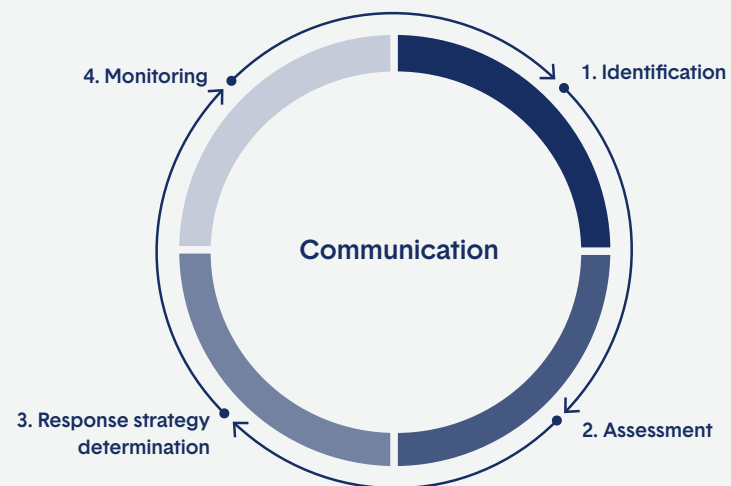 1. Identification
4. Monitoring
Communication
3. Response strategy
determination
2. Assessment